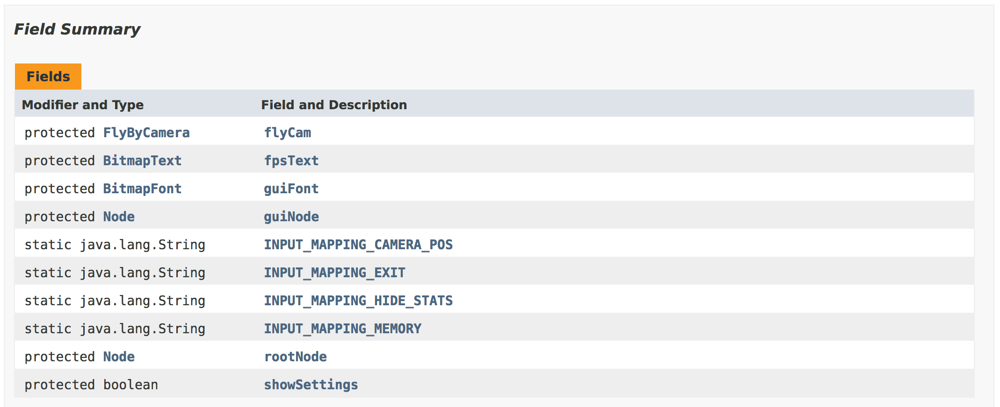 Field Summary
Fields
Modifier and Type Field and Description
protected FlyByCamera flyCam
protected BitmapText fpsText
protected BitmapFont guiFont
protected Node guiNode
static java.lang.String INPUT_MAPPING_CAMERA_POS
static java.lang.String INPUT_MAPPING_EXIT
static java.lang.String INPUT_MAPPING_HIDE_STATS
static java.lang.String INPUT_MAPPING_MEMORY
protected Node rootNode
protected boolean showSettings